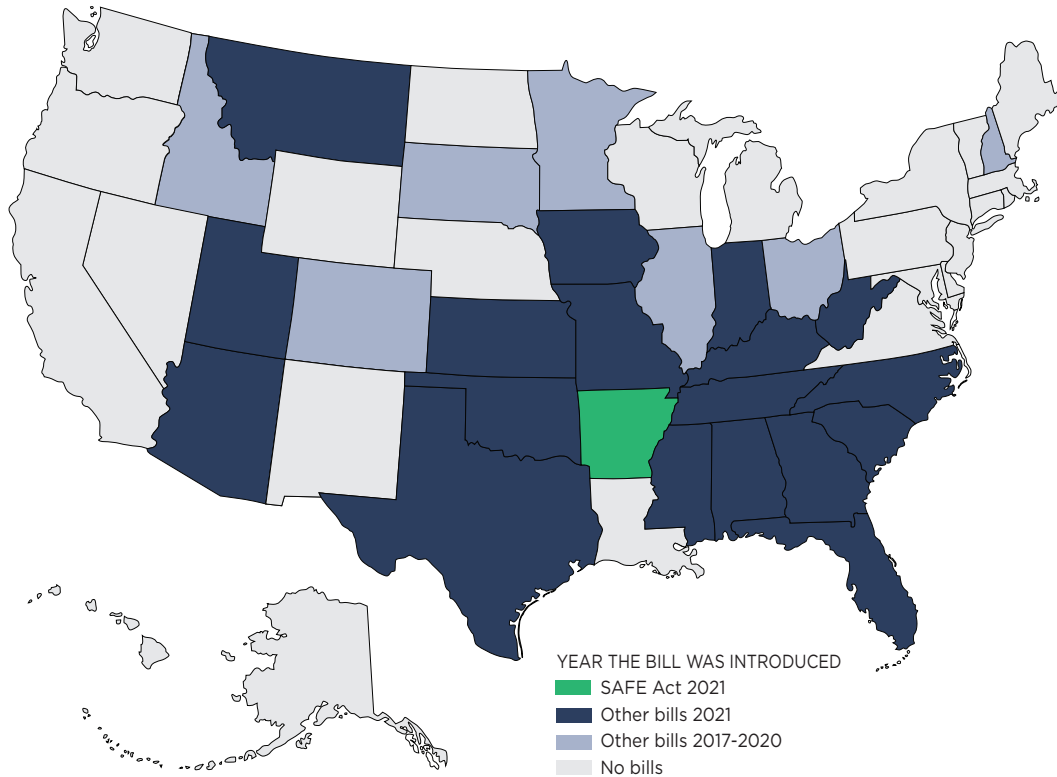 YEAR THE BILL WAS INTRODUCED
SAFE Act 2021
Other bills 2021
Other bills 2017-2020
No bills